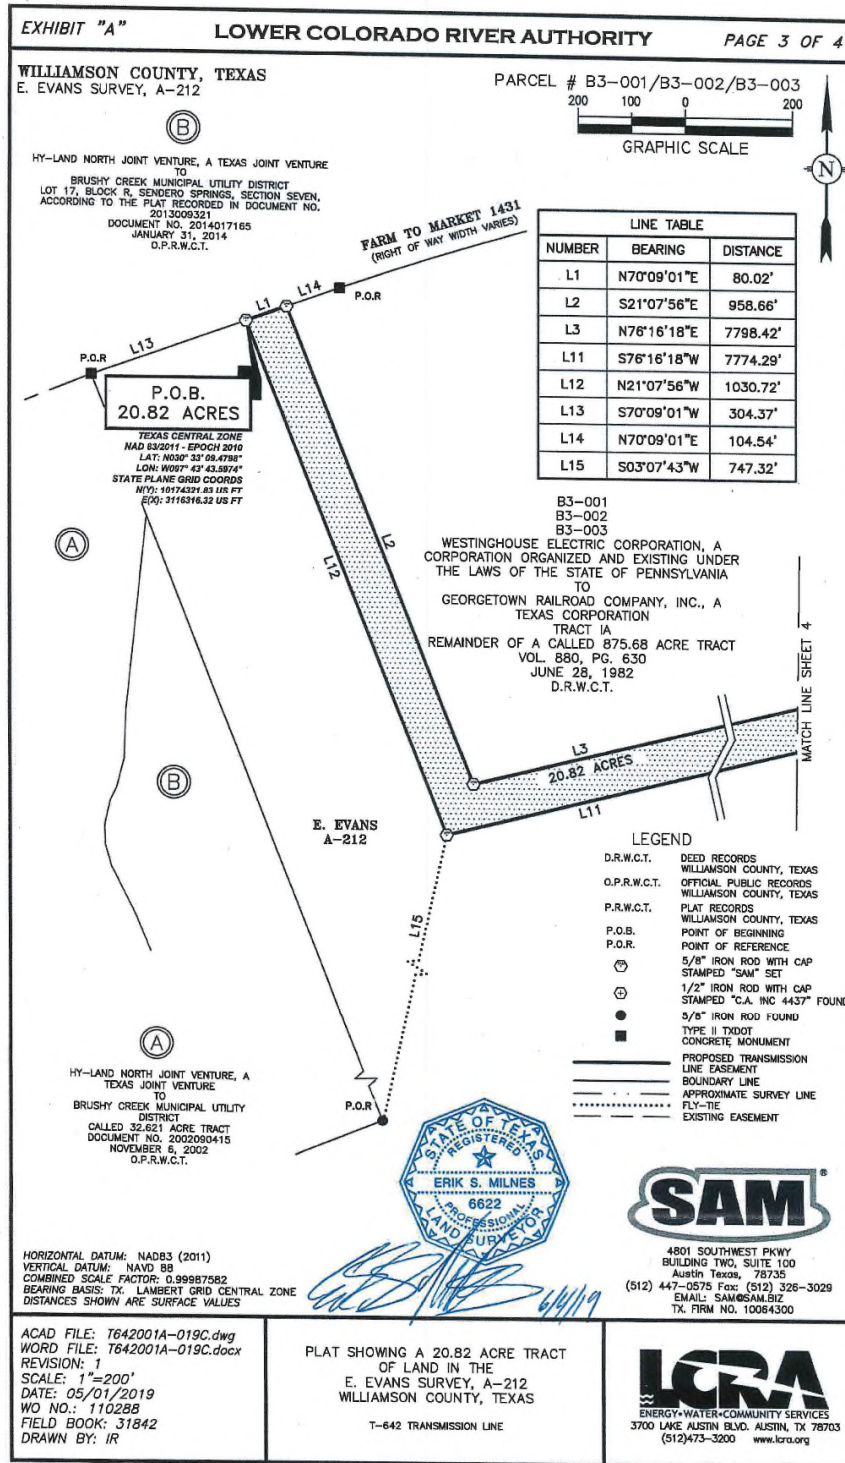 EXHIBIT "A"
LOWER COLORADO RIVER AUTHORITY
PAGE 3 OF 4
WILLIAMSON COUNTY, TEXAS
E. EVANS SURVEY, A-212
PARCEL # B3-001/B3-002/B3-003
200 100 0 200
GRAPHIC SCALE
N
B
HY-LAND NORTH JOINT VENTURE, A TEXAS JOINT VENTURE
TO
BRUSHY CREEK MUNICIPAL UTILITY DISTRICT
LOT 17, BLOCK R, SENDERO SPRINGS, SECTION SEVEN,
ACCORDING TO THE PLAT RECORDED IN DOCUMENT NO.
2013009321
DOCUMENT NO. 2014017165
JANUARY 31, 2014
O.P.R.W.C.T.
FARM TO MARKET 1431
(RIGHT OF WAY WIDTH VARIES)
LINE TABLE
NUMBER BEARING DISTANCE
L1 N70°09'01"E 80.02'
L2 S21°07'56"E 958.66'
L3 N76°16'18"E 7798.42'
L11 S76°16'18"W 7774.29'
L12 N21°07'56"W 1030.72'
L13 S70°09'01"W 304.37'
L14 N70°09'01"E 104.54'
L15 S03°07'43"W 747.32'
L1
L14
P.O.R
L13
P.O.R
P.O.B.
20.82 ACRES
TEXAS CENTRAL ZONE
NAD 83/2011 - EPOCH 2010
LAT: N030° 33' 09.4798"
LON: W097° 43' 43.5974"
STATE PLANE GRID COORDS
N(Y): 10174321.83 US FT
E(X): 3116316.32 US FT
A
L12
L2
B3-001
B3-002
B3-003
WESTINGHOUSE ELECTRIC CORPORATION, A
CORPORATION ORGANIZED AND EXISTING UNDER
THE LAWS OF THE STATE OF PENNSYLVANIA
TO
GEORGETOWN RAILROAD COMPANY, INC., A
TEXAS CORPORATION
TRACT IA
REMAINDER OF A CALLED 875.68 ACRE TRACT
VOL. 880, PG. 630
JUNE 28, 1982
D.R.W.C.T.
MATCH LINE SHEET 4
L3
20.82 ACRES
L11
B
E. EVANS
A-212
L15
LEGEND
D.R.W.C.T. DEED RECORDS
WILLIAMSON COUNTY, TEXAS
O.P.R.W.C.T. OFFICIAL PUBLIC RECORDS
WILLIAMSON COUNTY, TEXAS
P.R.W.C.T. PLAT RECORDS
WILLIAMSON COUNTY, TEXAS
P.O.B. POINT OF BEGINNING
P.O.R. POINT OF REFERENCE
5/8" IRON ROD WITH CAP
STAMPED "SAM" SET
1/2" IRON ROD WITH CAP
STAMPED "C.A. INC 4437" FOUND
5/8" IRON ROD FOUND
TYPE II TXDOT
CONCRETE MONUMENT
PROPOSED TRANSMISSION
LINE EASEMENT
BOUNDARY LINE
APPROXIMATE SURVEY LINE
FLY-TIE
EXISTING EASEMENT
A
HY-LAND NORTH JOINT VENTURE, A
TEXAS JOINT VENTURE
TO
BRUSHY CREEK MUNICIPAL UTILITY
DISTRICT
CALLED 32.621 ACRE TRACT
DOCUMENT NO. 2002090415
NOVEMBER 6, 2002
O.P.R.W.C.T.
P.O.R
STATE OF TEXAS
REGISTERED
ERIK S. MILNES
6622
PROFESSIONAL
LAND SURVEYOR
6/4/19
SAM®
4801 SOUTHWEST PKWY
BUILDING TWO, SUITE 100
Austin Texas, 78735
(512) 447-0575 Fax: (512) 326-3029
EMAIL: SAM@SAM.BIZ
TX. FIRM NO. 10064300
HORIZONTAL DATUM: NAD83 (2011)
VERTICAL DATUM: NAVD 88
COMBINED SCALE FACTOR: 0.99987582
BEARING BASIS: TX. LAMBERT GRID CENTRAL ZONE
DISTANCES SHOWN ARE SURFACE VALUES
ACAD FILE: T642001A-019C.dwg
WORD FILE: T642001A-019C.docx
REVISION: 1
SCALE: 1"=200'
DATE: 05/01/2019
WO NO.: 110288
FIELD BOOK: 31842
DRAWN BY: IR
PLAT SHOWING A 20.82 ACRE TRACT
OF LAND IN THE
E. EVANS SURVEY, A-212
WILLIAMSON COUNTY, TEXAS
T-642 TRANSMISSION LINE
LCRA
ENERGY•WATER•COMMUNITY SERVICES
3700 LAKE AUSTIN BLVD. AUSTIN, TX 78703
(512)473-3200 www.lcra.org